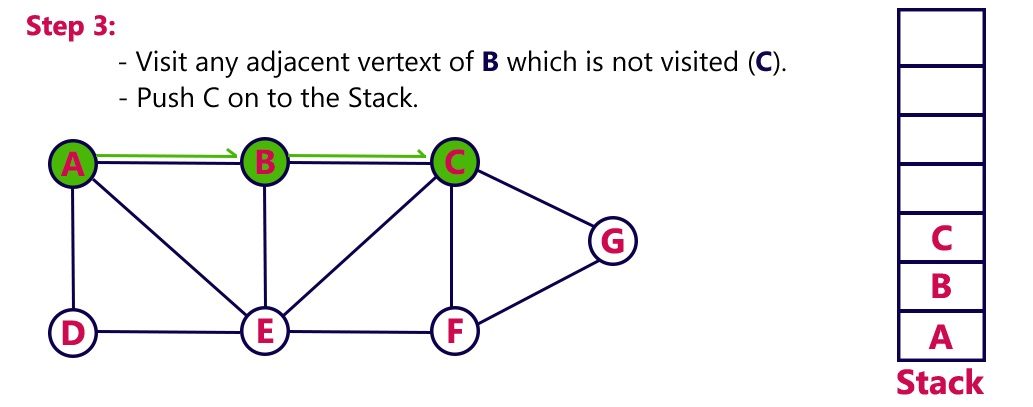 Step 3:
- Visit any adjacent vertext of B which is not visited (C).
- Push C on to the Stack.
A B C
G
D E F
C
B
A
Stack